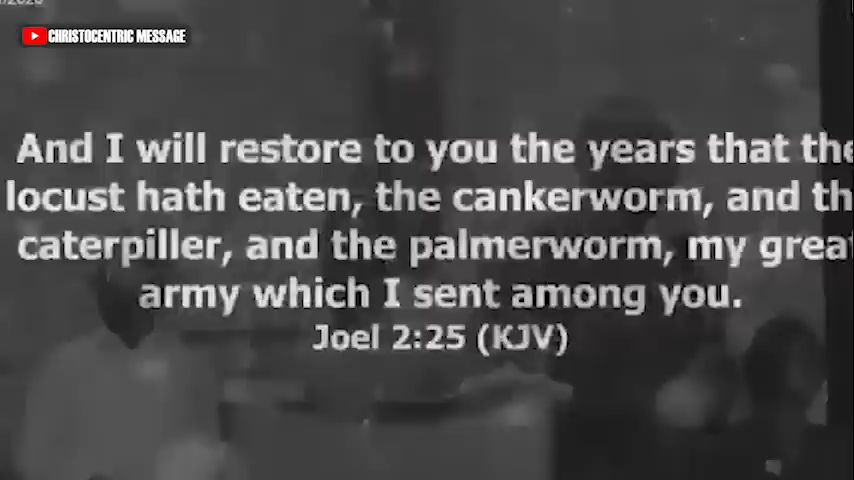 CHRISTOCENTRIC MESSAGE
And I will restore to you the years that the
locust hath eaten, the cankerworm, and th
caterpiller, and the palmerworm, my great
army which I sent among you.
Joel 2:25 (KJV)